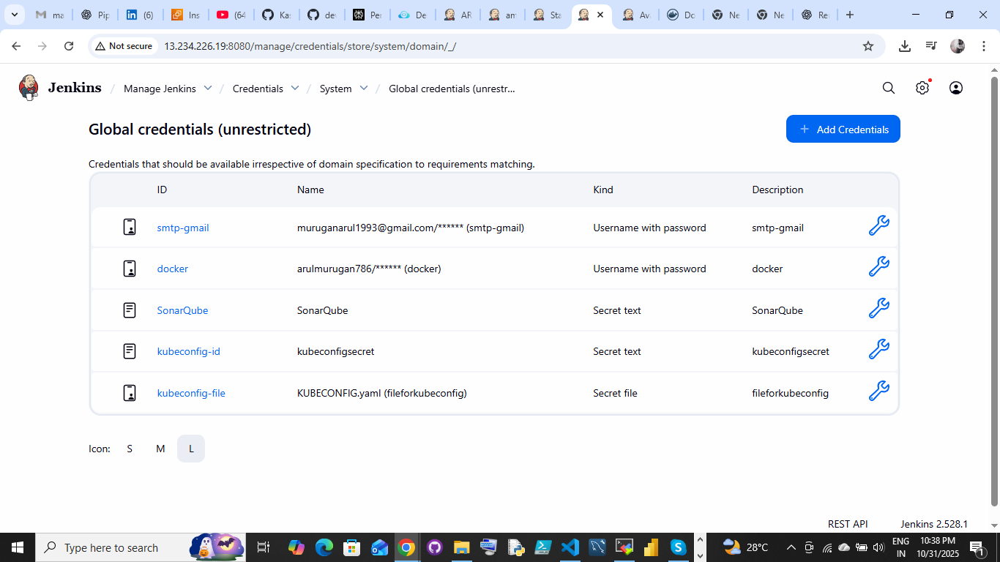 ma
Pip
(6)
Ins
(64
Kas
dev
Per
De
AR
am
Sta
Ava
Do
Ne
Ne
Re
Not secure
13.234.226.19:8080/manage/credentials/store/system/domain/_/
Jenkins / Manage Jenkins / Credentials / System / Global credentials (unrestr...
Global credentials (unrestricted)
+ Add Credentials
Credentials that should be available irrespective of domain specification to requirements matching.
ID Name Kind Description
smtp-gmail muruganarul1993@gmail.com/****** (smtp-gmail) Username with password smtp-gmail
docker arulmurugan786/****** (docker) Username with password docker
SonarQube SonarQube Secret text SonarQube
kubeconfig-id kubeconfigsecret Secret text kubeconfigsecret
kubeconfig-file KUBECONFIG.yaml (fileforkubeconfig) Secret file fileforkubeconfig
Icon: S M L
REST API Jenkins 2.528.1
Type here to search
28°C
ENG
IN
10:38 PM
10/31/2025
1